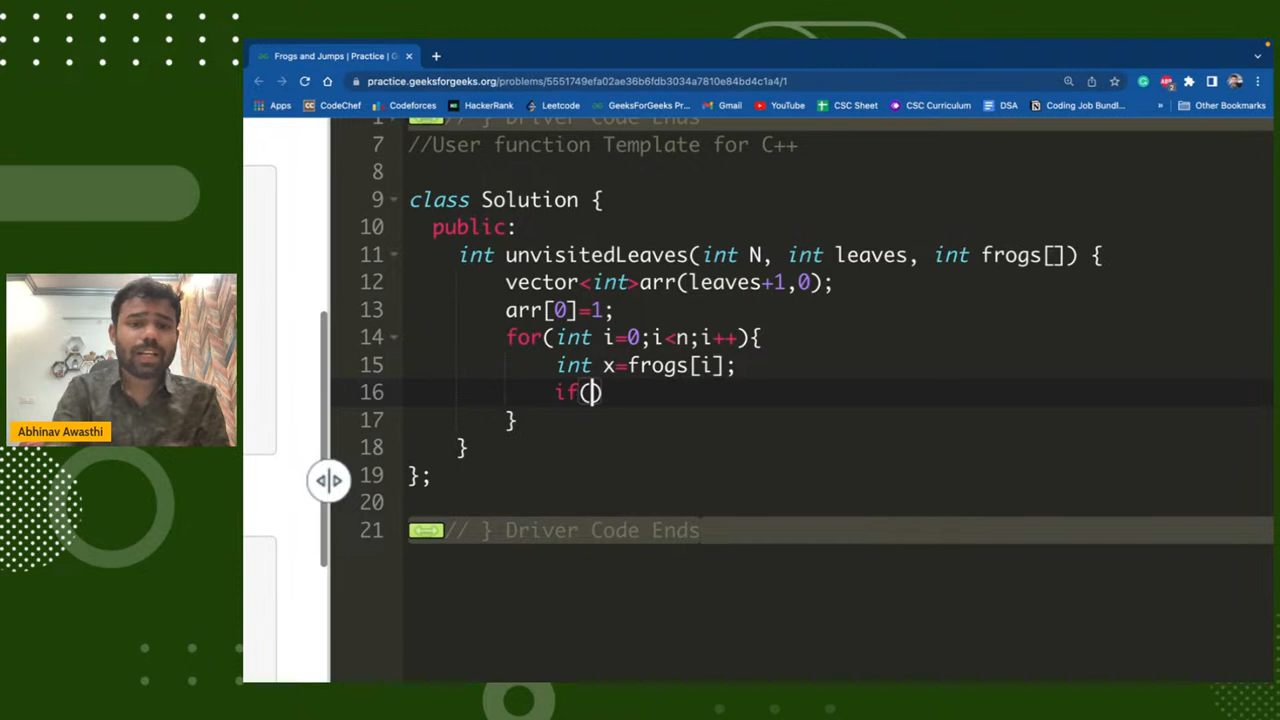 Frogs and Jumps | Practice | G
practice.geeksforgeeks.org/problems/5551749efa02ae36b6fdb3034a7810e84bd4c1a4/1
Apps CodeChef Codeforces HackerRank Leetcode GeeksForGeeks Pr... Gmail YouTube CSC Sheet CSC Curriculum DSA Coding Job Bundl... » Other Bookmarks
1 // } Driver Code Ends
7 //User function Template for C++
8
9 class Solution {
10 public:
11 int unvisitedLeaves(int N, int leaves, int frogs[]) {
12 vector<int>arr(leaves+1,0);
13 arr[0]=1;
14 for(int i=0;i<n;i++){
15 int x=frogs[i];
16 if()
17 }
18 }
19 };
20
21 // } Driver Code Ends
Abhinav Awasthi